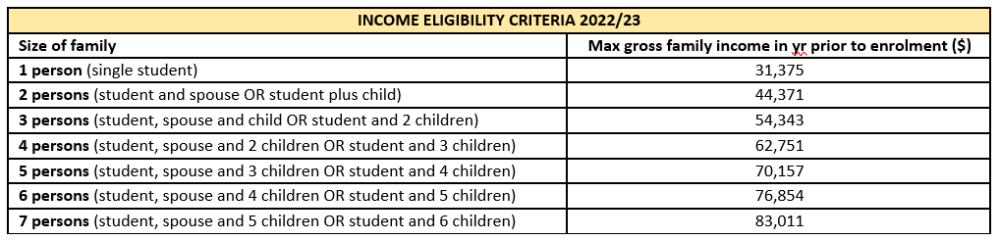 INCOME ELIGIBILITY CRITERIA 2022/23
Size of family Max gross family income in yr prior to enrolment ($)
1 person (single student) 31,375
2 persons (student and spouse OR student plus child) 44,371
3 persons (student, spouse and child OR student and 2 children) 54,343
4 persons (student, spouse and 2 children OR student and 3 children) 62,751
5 persons (student, spouse and 3 children OR student and 4 children) 70,157
6 persons (student, spouse and 4 children OR student and 5 children) 76,854
7 persons (student, spouse and 5 children OR student and 6 children) 83,011